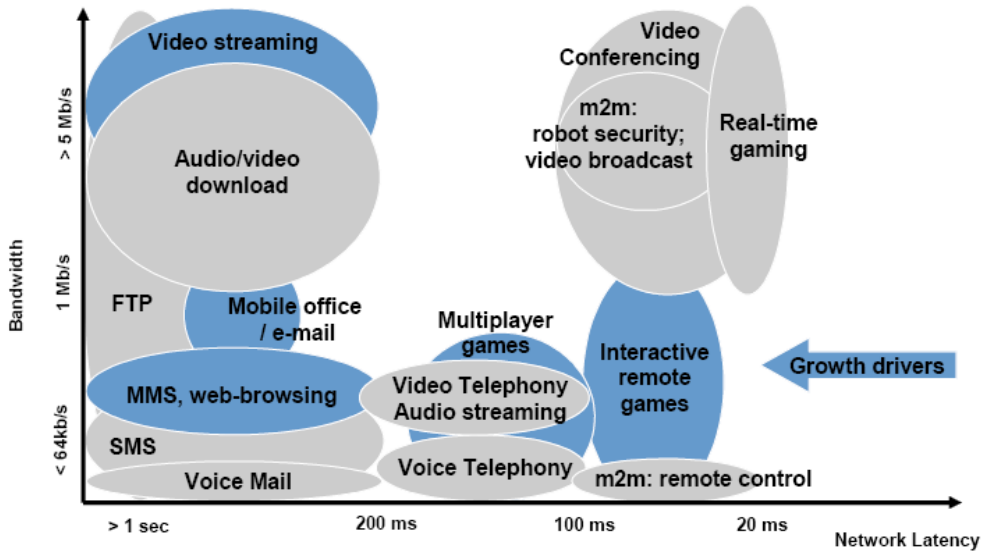 Video streaming
Video
Conferencing
m2m:
robot security;
video broadcast
Real-time
gaming
Audio/video
download
> 5 Mb/s
1 Mb/s
< 64kb/s
Bandwidth
FTP
Mobile office
/ e-mail
Multiplayer
games
Interactive
remote
games
Growth drivers
MMS, web-browsing
Video Telephony
Audio streaming
SMS
Voice Mail
Voice Telephony
m2m: remote control
> 1 sec
200 ms
100 ms
20 ms
Network Latency